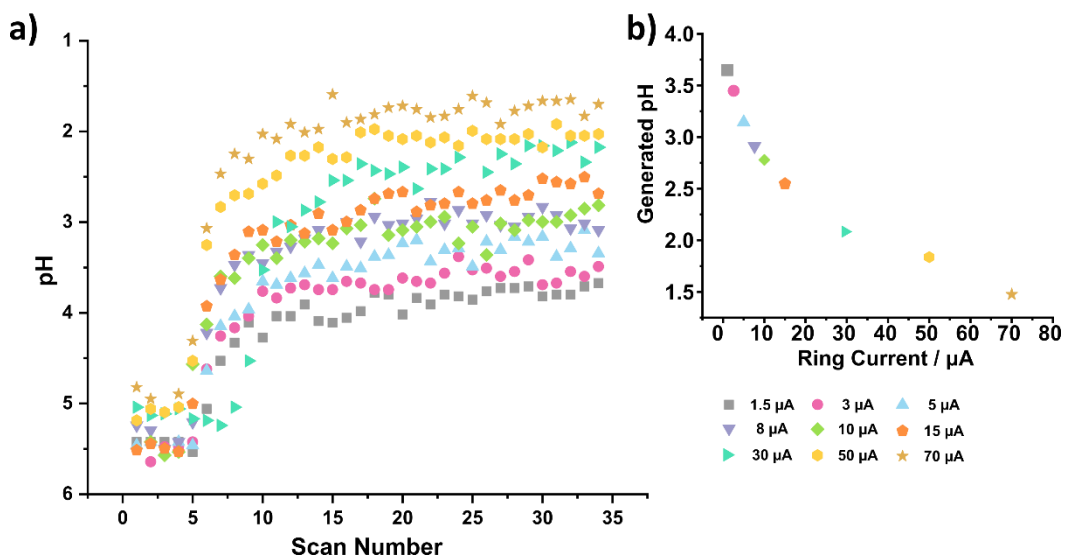 a)
1
2
3
4
5
6
pH
0 5 10 15 20 25 30 35
Scan Number
b)
4.0
3.5
3.0
2.5
2.0
1.5
Generated pH
0 10 20 30 40 50 60 70 80
Ring Current / µA
1.5 µA 3 µA 5 µA
8 µA 10 µA 15 µA
30 µA 50 µA 70 µA